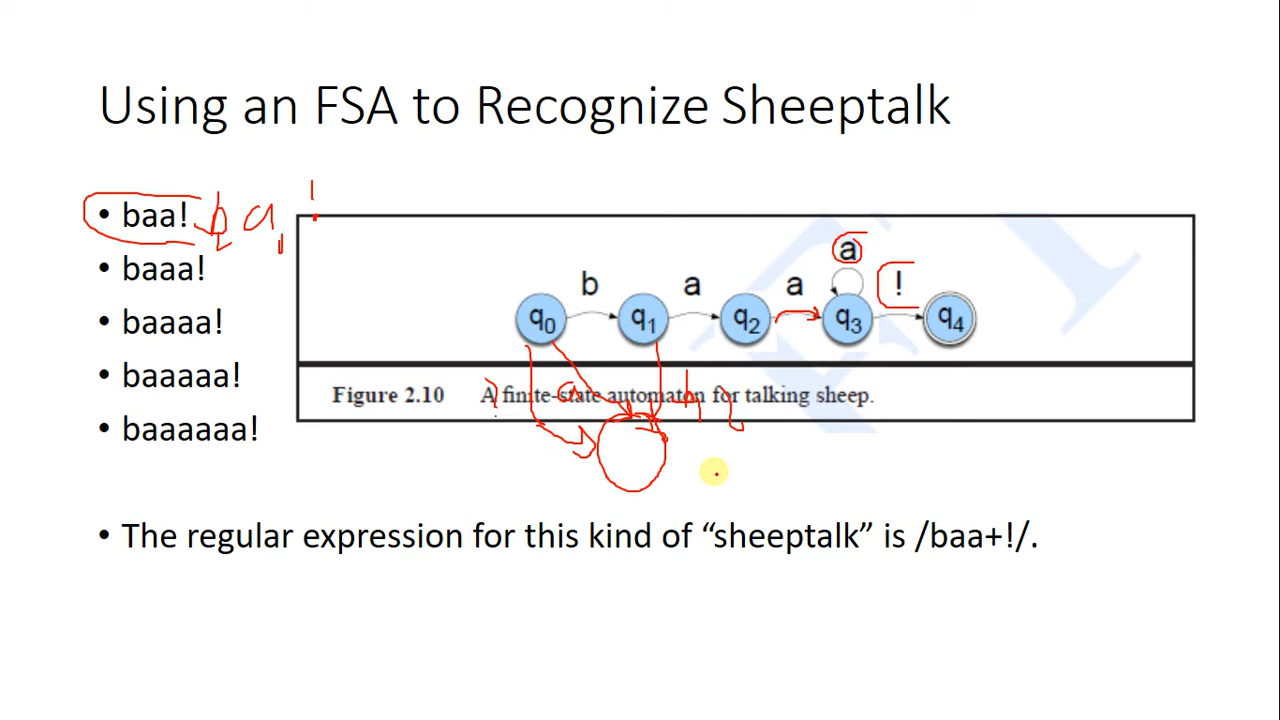 Using an FSA to Recognize Sheeptalk
• baa! b a, !
• baaa!
• baaaa!
• baaaaa!
• baaaaaa!
b a a a !
q0 q1 q2 q3 q4
Figure 2.10 A finite-state automaton for talking sheep.
• The regular expression for this kind of “sheeptalk” is /baa+!/.